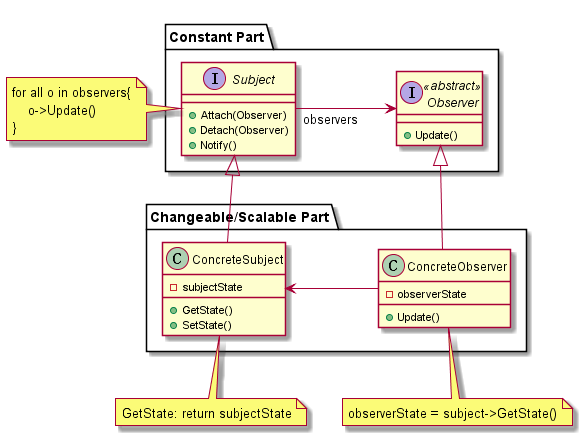 Constant Part
I Subject
Attach(Observer)
Detach(Observer)
Notify()
for all o in observers{
o->Update()
}
observers
I «abstract»
Observer
Update()
Changeable/Scalable Part
C ConcreteSubject
subjectState
GetState()
SetState()
C ConcreteObserver
observerState
Update()
GetState: return subjectState
observerState = subject->GetState()